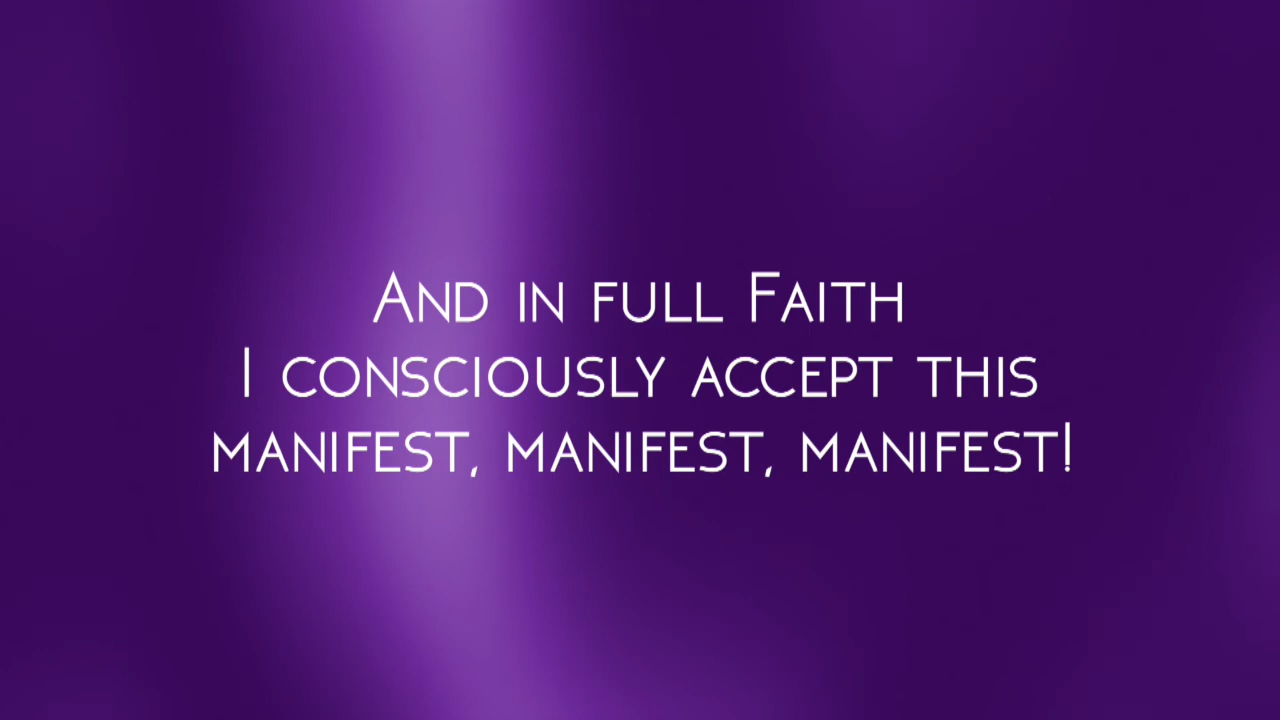 And in full Faith
I consciously accept this
manifest, manifest, manifest!